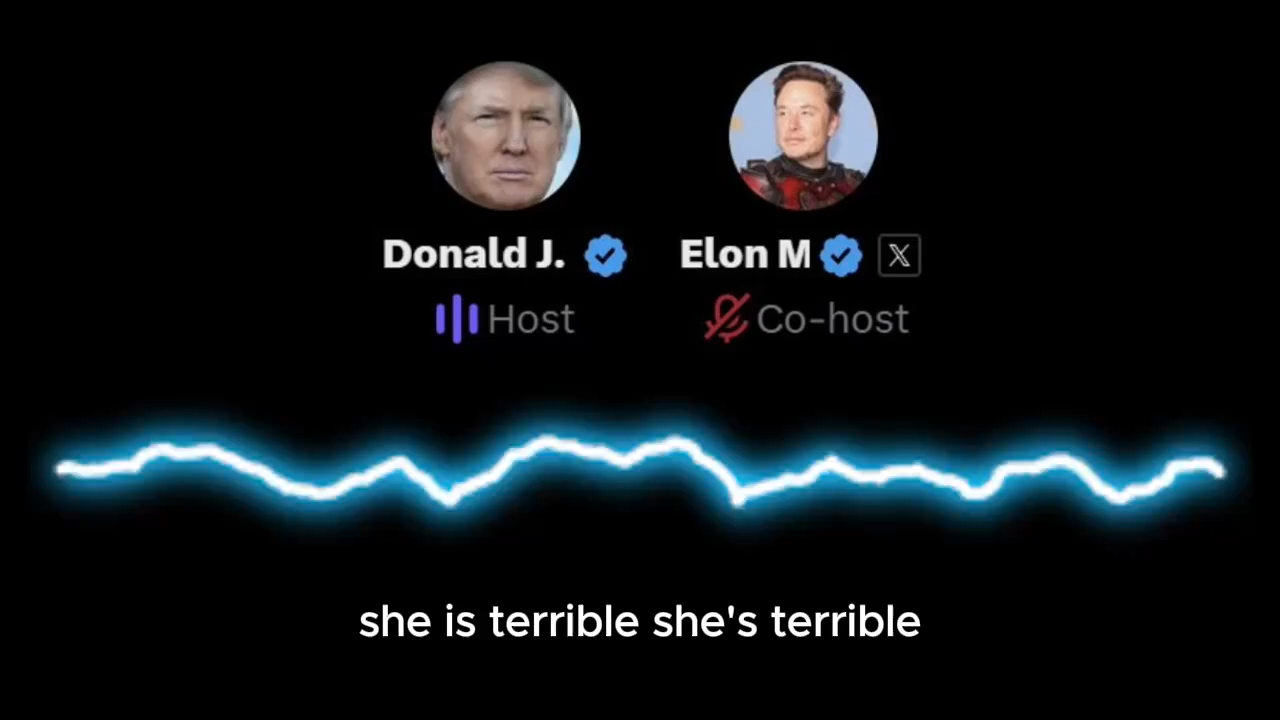 Donald J.
Elon M
X
Host
Co-host
she is terrible she's terrible